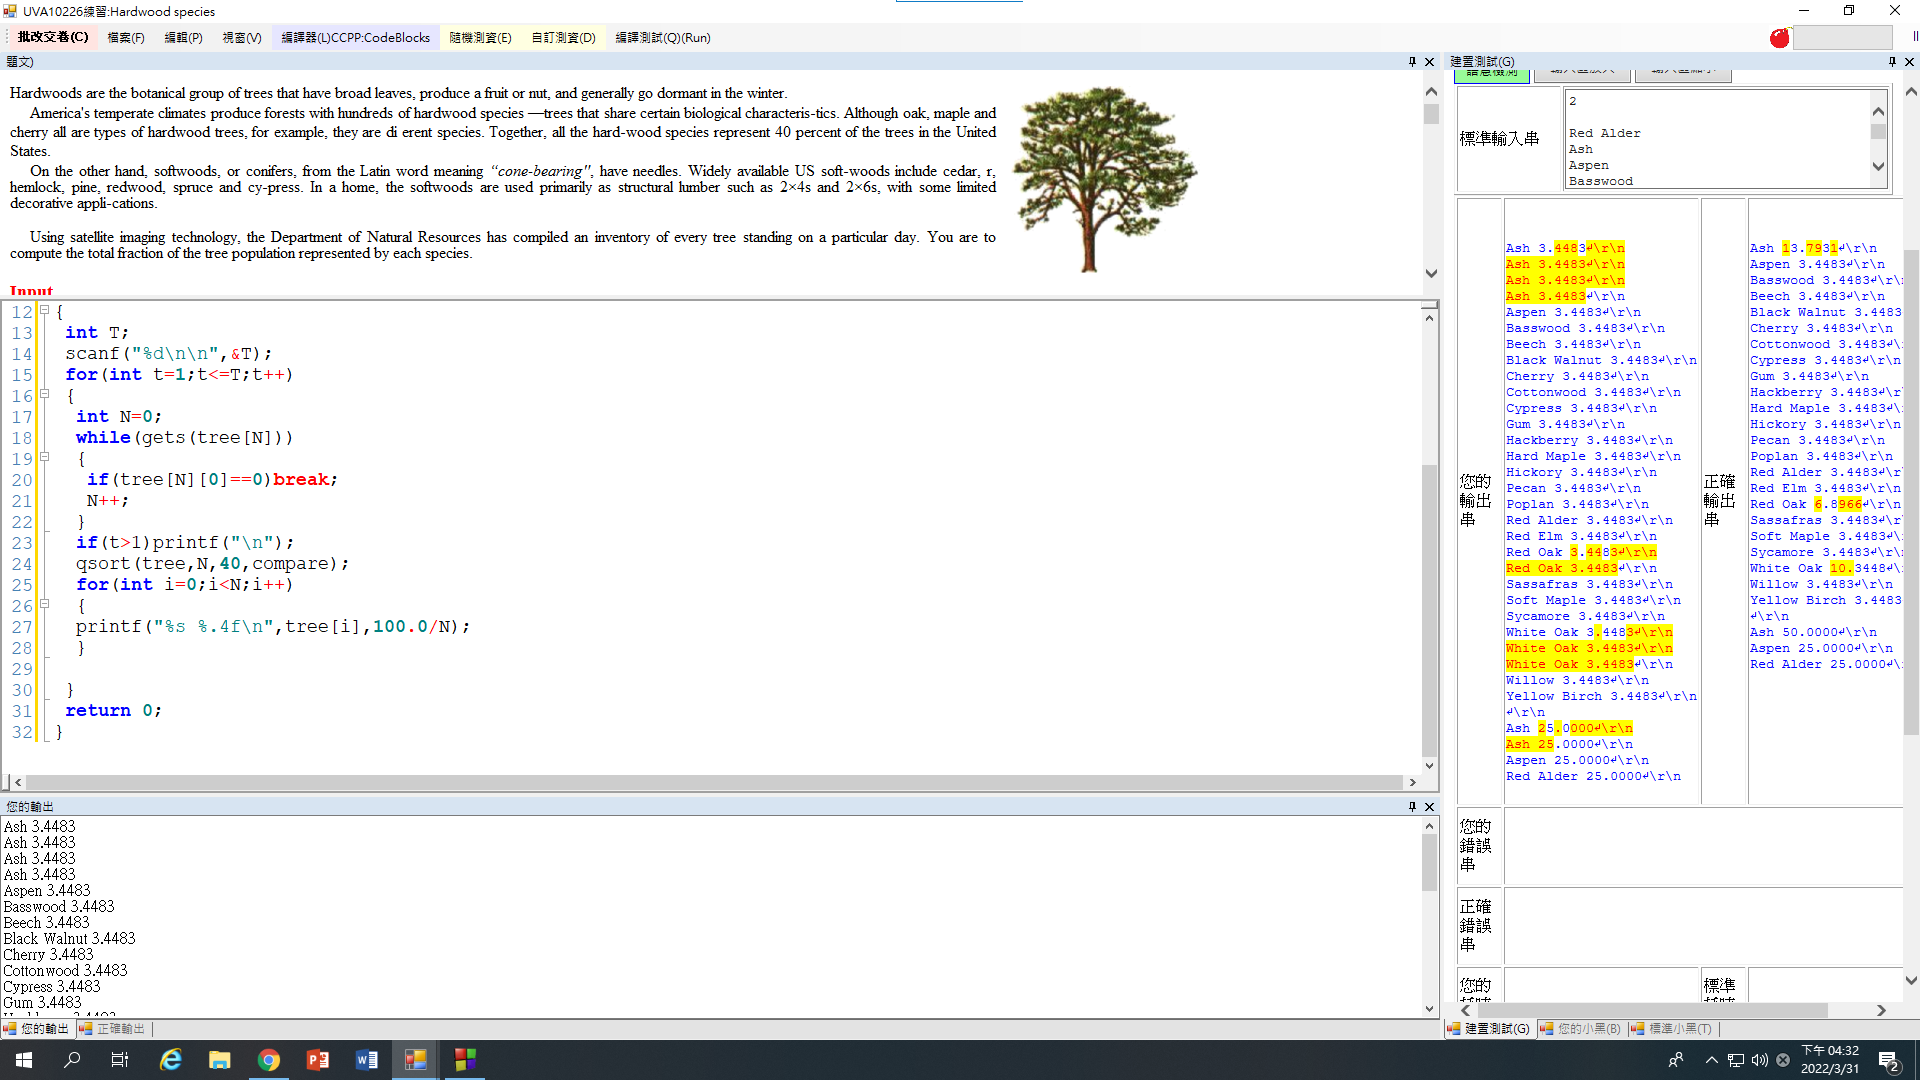 UVA10226練習:Hardwood species
批改交卷(C) 檔案(F) 編輯(P) 視窗(V) 編譯器(L)CCPP:CodeBlocks 隨機測資(E) 自訂測資(D) 編譯測試(Q)(Run)
題文)
Hardwoods are the botanical group of trees that have broad leaves, produce a fruit or nut, and generally go dormant in the winter.
America's temperate climates produce forests with hundreds of hardwood species —trees that share certain biological characteris-tics. Although oak, maple and
cherry all are types of hardwood trees, for example, they are di erent species. Together, all the hard-wood species represent 40 percent of the trees in the United
States.
On the other hand, softwoods, or conifers, from the Latin word meaning “cone-bearing", have needles. Widely available US soft-woods include cedar, r,
hemlock, pine, redwood, spruce and cy-press. In a home, the softwoods are used primarily as structural lumber such as 2×4s and 2×6s, with some limited
decorative appli-cations.
Using satellite imaging technology, the Department of Natural Resources has compiled an inventory of every tree standing on a particular day. You are to
compute the total fraction of the tree population represented by each species.
Input
12 {
13 int T;
14 scanf("%d\n\n",&T);
15 for(int t=1;t<=T;t++)
16 {
17 int N=0;
18 while(gets(tree[N]))
19 {
20 if(tree[N][0]==0)break;
21 N++;
22 }
23 if(t>1)printf("\n");
24 qsort(tree,N,40,compare);
25 for(int i=0;i<N;i++)
26 {
27 printf("%s %.4f\n",tree[i],100.0/N);
28 }
29
30 }
31 return 0;
32 }
您的輸出
Ash 3.4483
Ash 3.4483
Ash 3.4483
Ash 3.4483
Aspen 3.4483
Basswood 3.4483
Beech 3.4483
Black Walnut 3.4483
Cherry 3.4483
Cottonwood 3.4483
Cypress 3.4483
Gum 3.4483
您的輸出 正確輸出
建置測試(G)
標準輸入串
2
Red Alder
Ash
Aspen
Basswood
您的輸出串
Ash 3.4483↵\r\n
Ash 3.4483↵\r\n
Ash 3.4483↵\r\n
Ash 3.4483↵\r\n
Aspen 3.4483↵\r\n
Basswood 3.4483↵\r\n
Beech 3.4483↵\r\n
Black Walnut 3.4483↵\r\n
Cherry 3.4483↵\r\n
Cottonwood 3.4483↵\r\n
Cypress 3.4483↵\r\n
Gum 3.4483↵\r\n
Hackberry 3.4483↵\r\n
Hard Maple 3.4483↵\r\n
Hickory 3.4483↵\r\n
Pecan 3.4483↵\r\n
Poplan 3.4483↵\r\n
Red Alder 3.4483↵\r\n
Red Elm 3.4483↵\r\n
Red Oak 3.4483↵\r\n
Red Oak 3.4483↵\r\n
Sassafras 3.4483↵\r\n
Soft Maple 3.4483↵\r\n
Sycamore 3.4483↵\r\n
White Oak 3.4483↵\r\n
White Oak 3.4483↵\r\n
White Oak 3.4483↵\r\n
Willow 3.4483↵\r\n
Yellow Birch 3.4483↵\r\n
↵\r\n
Ash 25.0000↵\r\n
Ash 25.0000↵\r\n
Aspen 25.0000↵\r\n
Red Alder 25.0000↵\r\n
正確輸出串
Ash 13.7931↵\r\n
Aspen 3.4483↵\r\n
Basswood 3.4483↵\r\
Beech 3.4483↵\r\n
Black Walnut 3.4483
Cherry 3.4483↵\r\n
Cottonwood 3.4483↵
Cypress 3.4483↵\r\n
Gum 3.4483↵\r\n
Hackberry 3.4483↵\r
Hard Maple 3.4483↵\
Hickory 3.4483↵\r\n
Pecan 3.4483↵\r\n
Poplan 3.4483↵\r\n
Red Alder 3.4483↵\r
Red Elm 3.4483↵\r\n
Red Oak 6.8966↵\r\n
Sassafras 3.4483↵\r
Soft Maple 3.4483↵\
Sycamore 3.4483↵\r\
White Oak 10.3448↵\
Willow 3.4483↵\r\n
Yellow Birch 3.4483
↵\r\n
Ash 50.0000↵\r\n
Aspen 25.0000↵\r\n
Red Alder 25.0000↵\
您的錯誤串
正確錯誤串
您的
標準
建置測試(G) 您的小黑(B) 標準小黑(T)
下午 04:32
2022/3/31
2